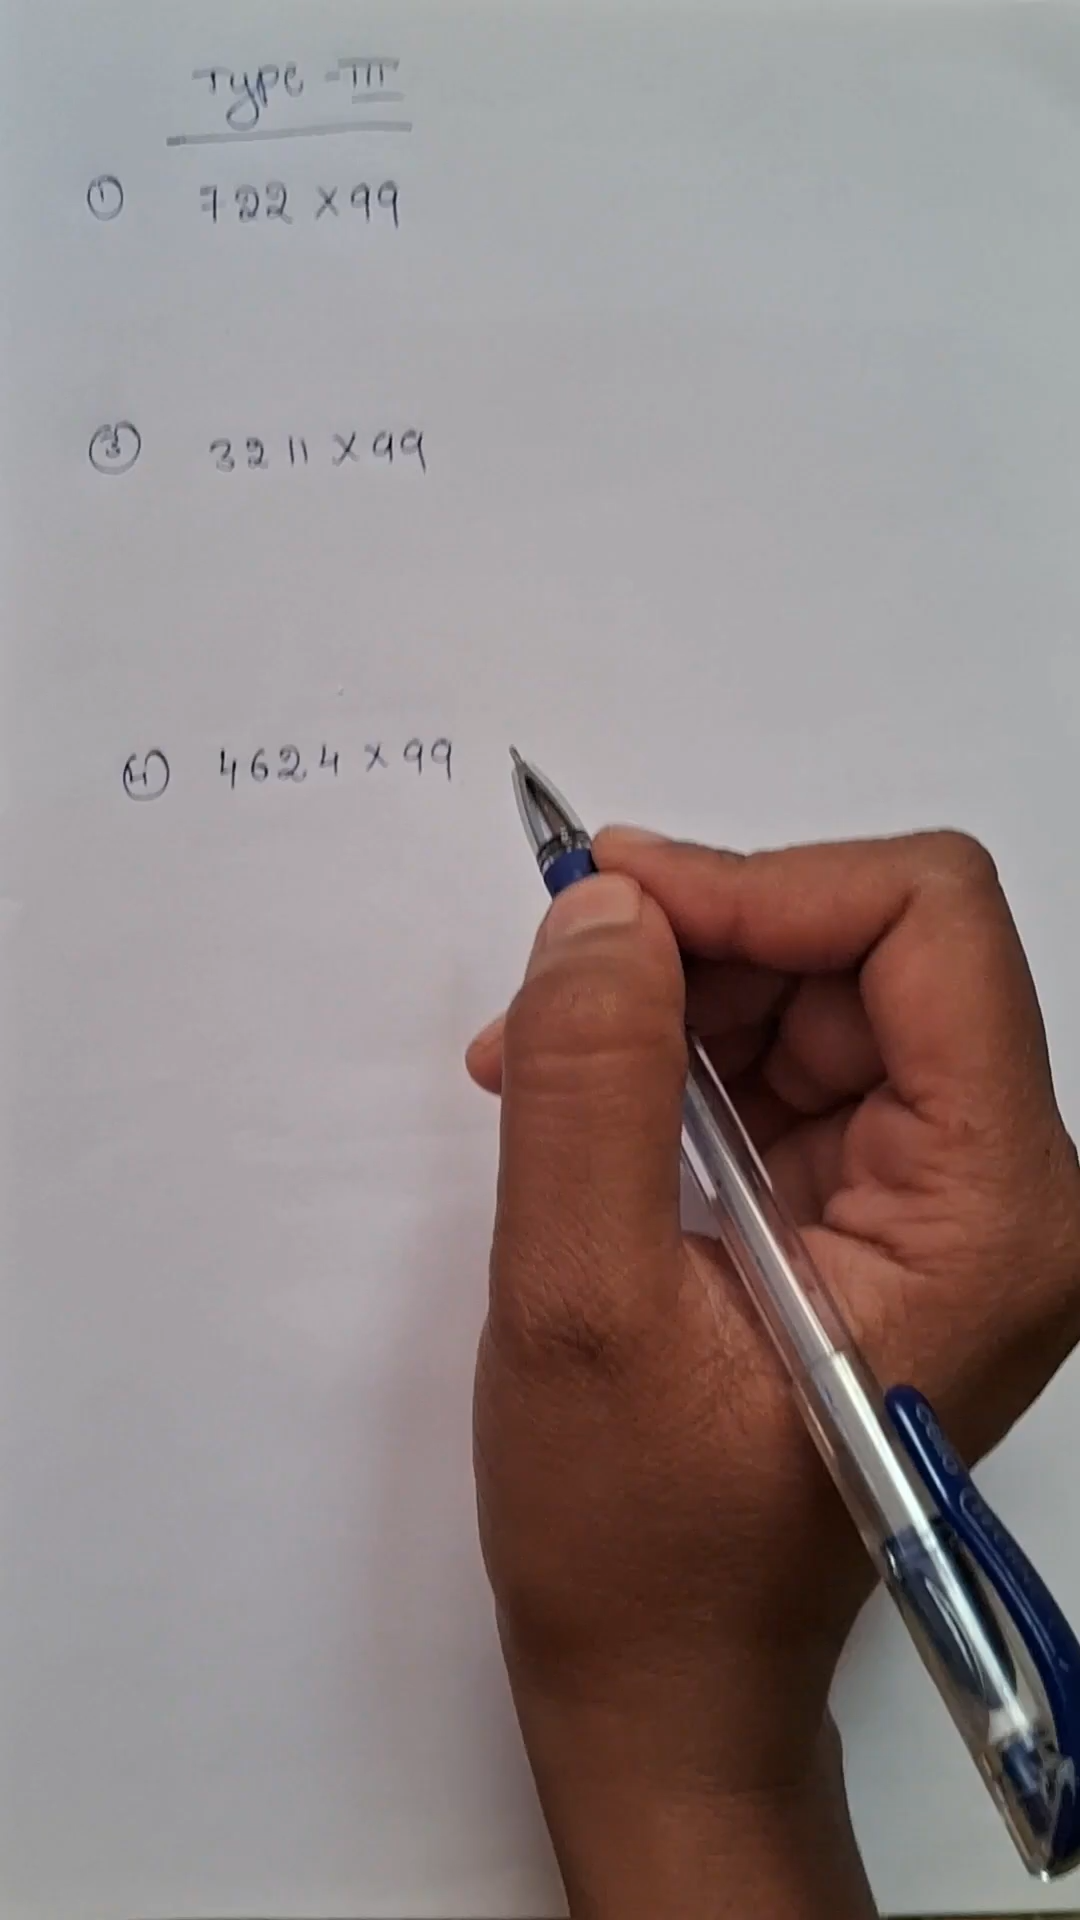 Type - III
① 722 × 99
③ 3211 × 99
④ 4624 × 99